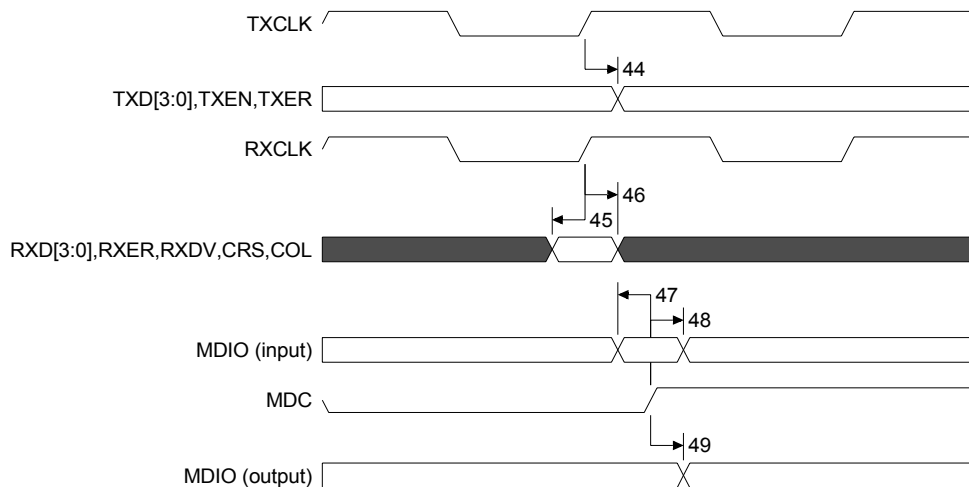 TXCLK
44
TXD[3:0],TXEN,TXER
RXCLK
46
45
RXD[3:0],RXER,RXDV,CRS,COL
47
48
MDIO (input)
MDC
49
MDIO (output)